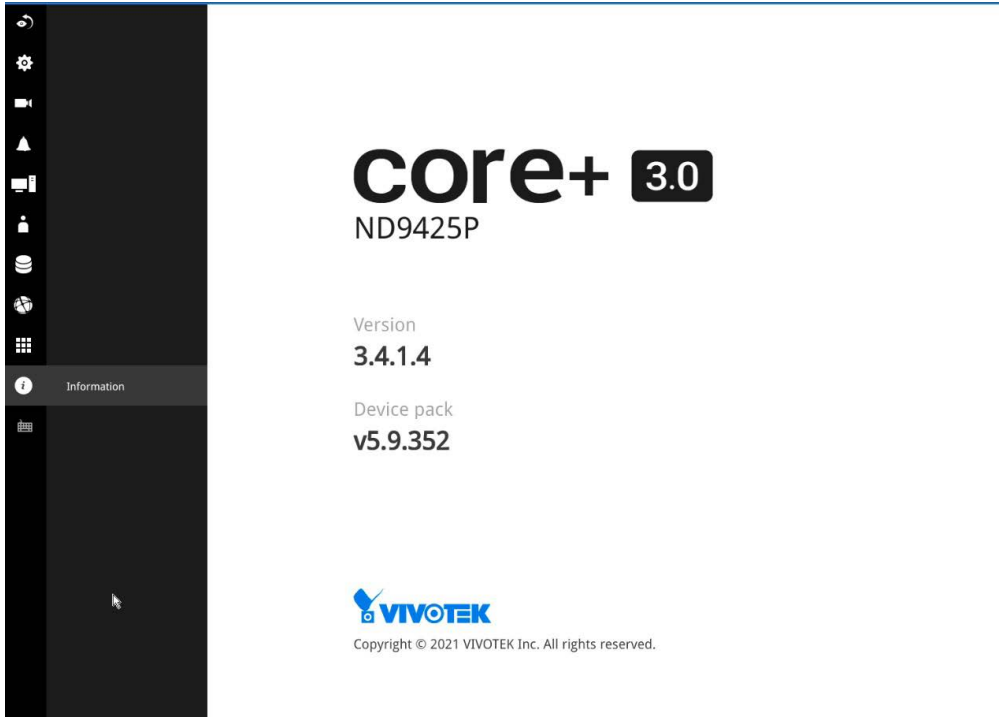 Information
core+ 3.0
ND9425P
Version
3.4.1.4
Device pack
v5.9.352
VIVOTEK
Copyright © 2021 VIVOTEK Inc. All rights reserved.